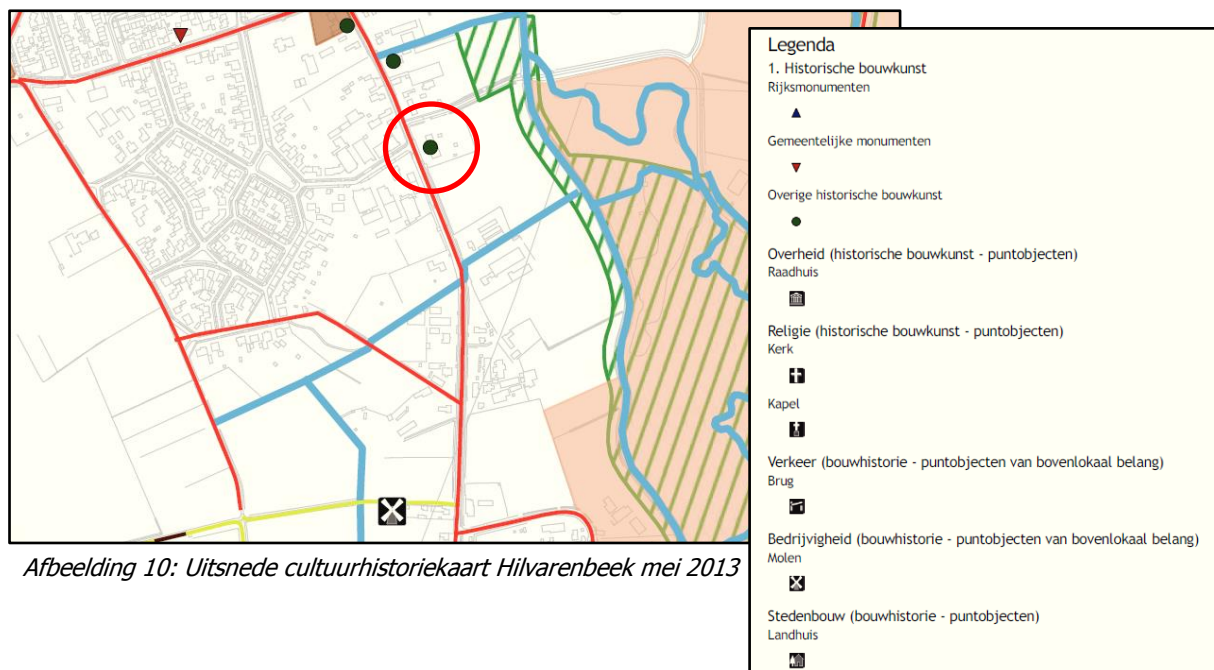 Legenda
1. Historische bouwkunst
Rijksmonumenten
Gemeentelijke monumenten
Overige historische bouwkunst
Overheid (historische bouwkunst - puntobjecten)
Raadhuis
Religie (historische bouwkunst - puntobjecten)
Kerk
Kapel
Verkeer (bouwhistorie - puntobjecten van bovenlokaal belang)
Brug
Bedrijvigheid (bouwhistorie - puntobjecten van bovenlokaal belang)
Molen
Stedenbouw (bouwhistorie - puntobjecten)
Landhuis
Afbeelding 10: Uitsnede cultuurhistoriekaart Hilvarenbeek mei 2013